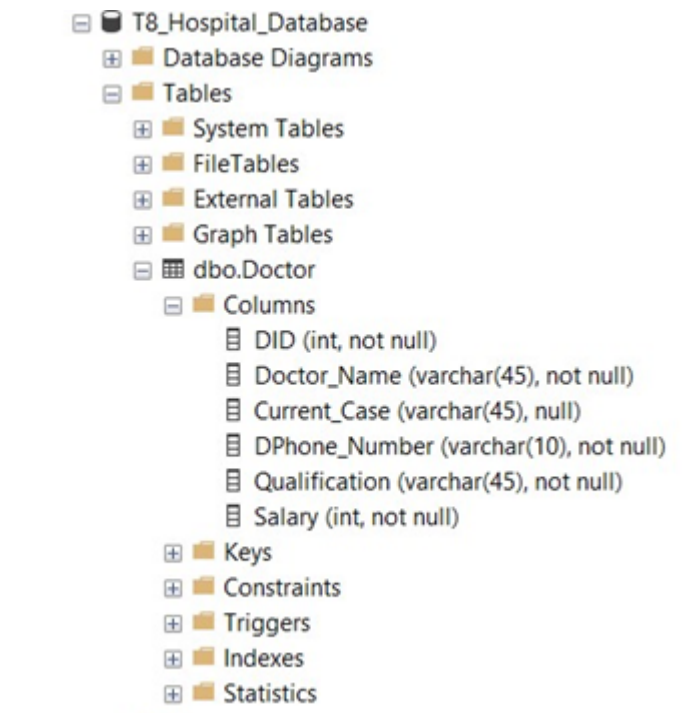 T8_Hospital_Database
Database Diagrams
Tables
System Tables
FileTables
External Tables
Graph Tables
dbo.Doctor
Columns
DID (int, not null)
Doctor_Name (varchar(45), not null)
Current_Case (varchar(45), null)
DPhone_Number (varchar(10), not null)
Qualification (varchar(45), not null)
Salary (int, not null)
Keys
Constraints
Triggers
Indexes
Statistics